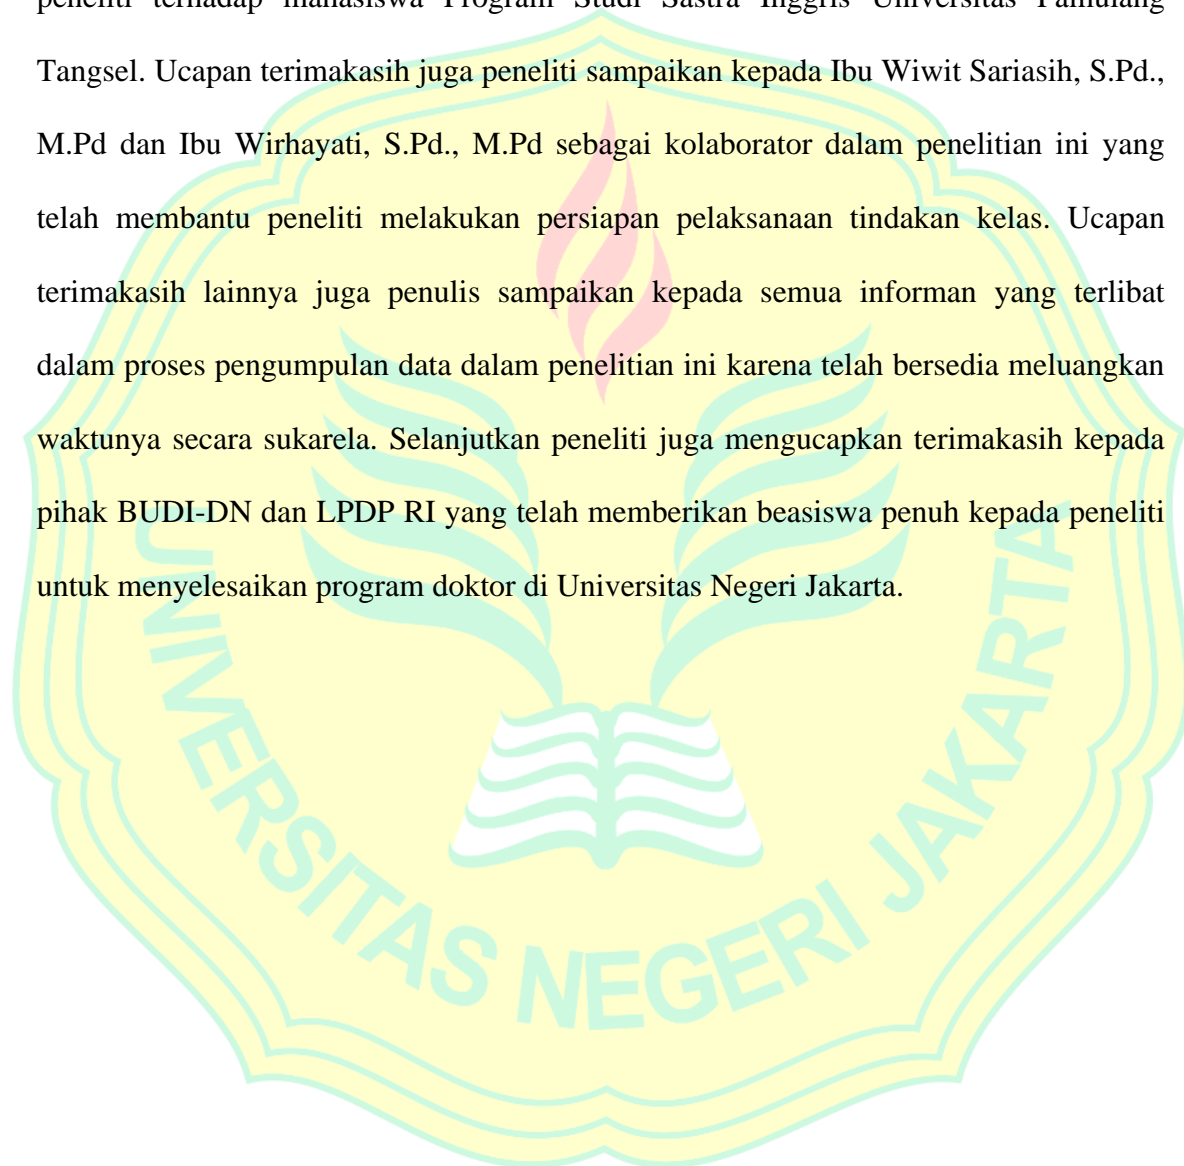 peneliti terhadap mahasiswa Program Studi Sastra Inggris Universitas Pamulang
Tangsel. Ucapan terimakasih juga peneliti sampaikan kepada Ibu Wiwit Sariasih, S.Pd.,
M.Pd dan Ibu Wirhayati, S.Pd., M.Pd sebagai kolaborator dalam penelitian ini yang
telah membantu peneliti melakukan persiapan pelaksanaan tindakan kelas. Ucapan
terimakasih lainnya juga penulis sampaikan kepada semua informan yang terlibat
dalam proses pengumpulan data dalam penelitian ini karena telah bersedia meluangkan
waktunya secara sukarela. Selanjutkan peneliti juga mengucapkan terimakasih kepada
pihak BUDI-DN dan LPDP RI yang telah memberikan beasiswa penuh kepada peneliti
untuk menyelesaikan program doktor di Universitas Negeri Jakarta.
UNIVERSITAS NEGERI JAKARTA